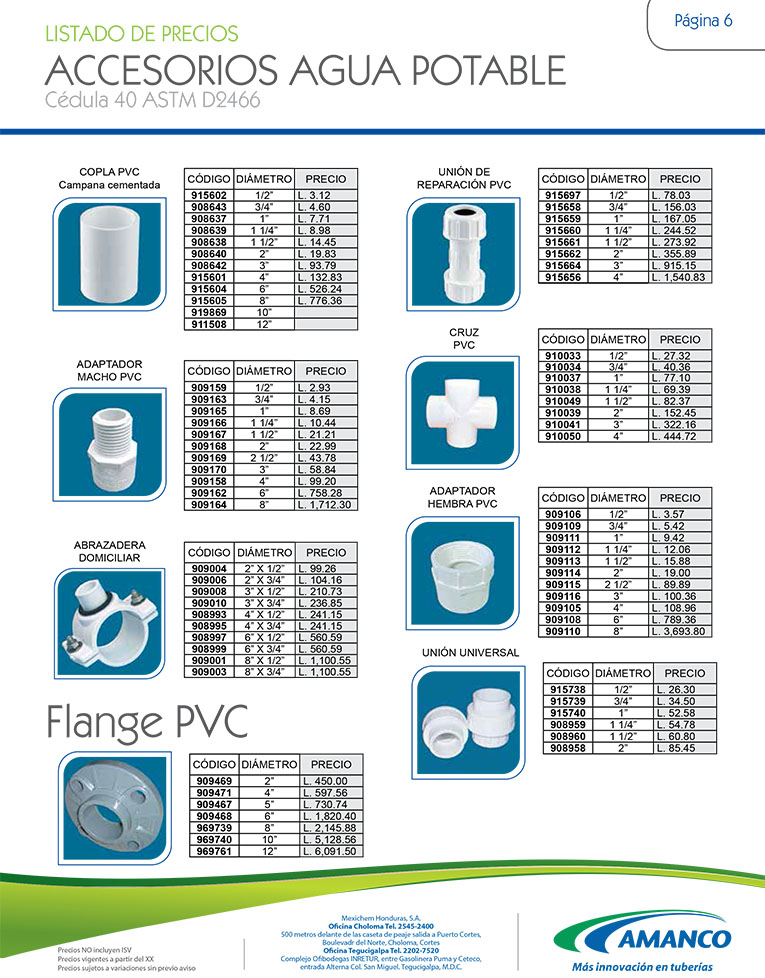 Página 6
LISTADO DE PRECIOS
ACCESORIOS AGUA POTABLE
Cédula 40 ASTM D2466
COPLA PVC
Campana cementada
CÓDIGO DIÁMETRO PRECIO
915602 1/2” L. 3.12
908643 3/4” L. 4.60
908637 1” L. 7.71
908639 1 1/4” L. 8.98
908638 1 1/2” L. 14.45
908640 2” L. 19.83
908642 3” L. 93.79
915601 4” L. 132.83
915604 6” L. 526.24
915605 8” L. 776.36
919869 10”
911508 12”
ADAPTADOR
MACHO PVC
CÓDIGO DIÁMETRO PRECIO
909159 1/2” L. 2.93
909163 3/4” L. 4.15
909165 1” L. 8.69
909166 1 1/4” L. 10.44
909167 1 1/2” L. 21.21
909168 2” L. 22.99
909169 2 1/2” L. 43.78
909170 3” L. 58.84
909158 4” L. 99.20
909162 6” L. 758.28
909164 8” L. 1,712.30
ABRAZADERA
DOMICILIAR
CÓDIGO DIÁMETRO PRECIO
909004 2” X 1/2” L. 99.26
909006 2” X 3/4” L. 104.16
909008 3” X 1/2” L. 210.73
909010 3” X 3/4” L. 236.85
908993 4” X 1/2” L. 241.15
908995 4” X 3/4” L. 241.15
908997 6” X 1/2” L. 560.59
908999 6” X 3/4” L. 560.59
909001 8” X 1/2” L. 1,100.55
909003 8” X 3/4” L. 1,100.55
Flange PVC
CÓDIGO DIÁMETRO PRECIO
909469 2” L. 450.00
909471 4” L. 597.56
909467 5” L. 730.74
909468 6” L. 1,820.40
969739 8” L. 2,145.88
969740 10” L. 5,128.56
969761 12” L. 6,091.50
UNIÓN DE
REPARACIÓN PVC
CÓDIGO DIÁMETRO PRECIO
915697 1/2” L. 78.03
915658 3/4” L. 156.03
915659 1” L. 167.05
915660 1 1/4” L. 244.52
915661 1 1/2” L. 273.92
915662 2” L. 355.89
915664 3” L. 915.15
915656 4” L. 1,540.83
CRUZ
PVC
CÓDIGO DIÁMETRO PRECIO
910033 1/2” L. 27.32
910034 3/4” L. 40.36
910037 1” L. 77.10
910038 1 1/4” L. 69.39
910049 1 1/2” L. 82.37
910039 2” L. 152.45
910041 3” L. 322.16
910050 4” L. 444.72
ADAPTADOR
HEMBRA PVC
CÓDIGO DIÁMETRO PRECIO
909106 1/2” L. 3.57
909109 3/4” L. 5.42
909111 1” L. 9.42
909112 1 1/4” L. 12.06
909113 1 1/2” L. 15.88
909114 2” L. 19.00
909115 2 1/2” L. 89.89
909116 3” L. 100.36
909105 4” L. 108.96
909108 6” L. 789.36
909110 8” L. 3,693.80
UNIÓN UNIVERSAL
CÓDIGO DIÁMETRO PRECIO
915738 1/2” L. 26.30
915739 3/4” L. 34.50
915740 1” L. 52.58
908959 1 1/4” L. 54.78
908960 1 1/2” L. 60.80
908958 2” L. 85.45
Precios NO incluyen ISV
Precios vigentes a partir del XX
Precios sujetos a variaciones sin previo aviso
Mexichem Honduras, S.A.
Oficina Choloma Tel. 2545-2400
500 metros delante de las caseta de peaje salida a Puerto Cortes,
Boulevadr del Norte, Choloma, Cortes
Oficina Tegucigalpa Tel. 2202-7520
Complejo Ofibodegas INRETUR, entre Gasolinera Puma y Ceteco,
entrada Alterna Col. San Miguel. Tegucigalpa, M.D.C.
AMANCO
Más innovación en tuberías